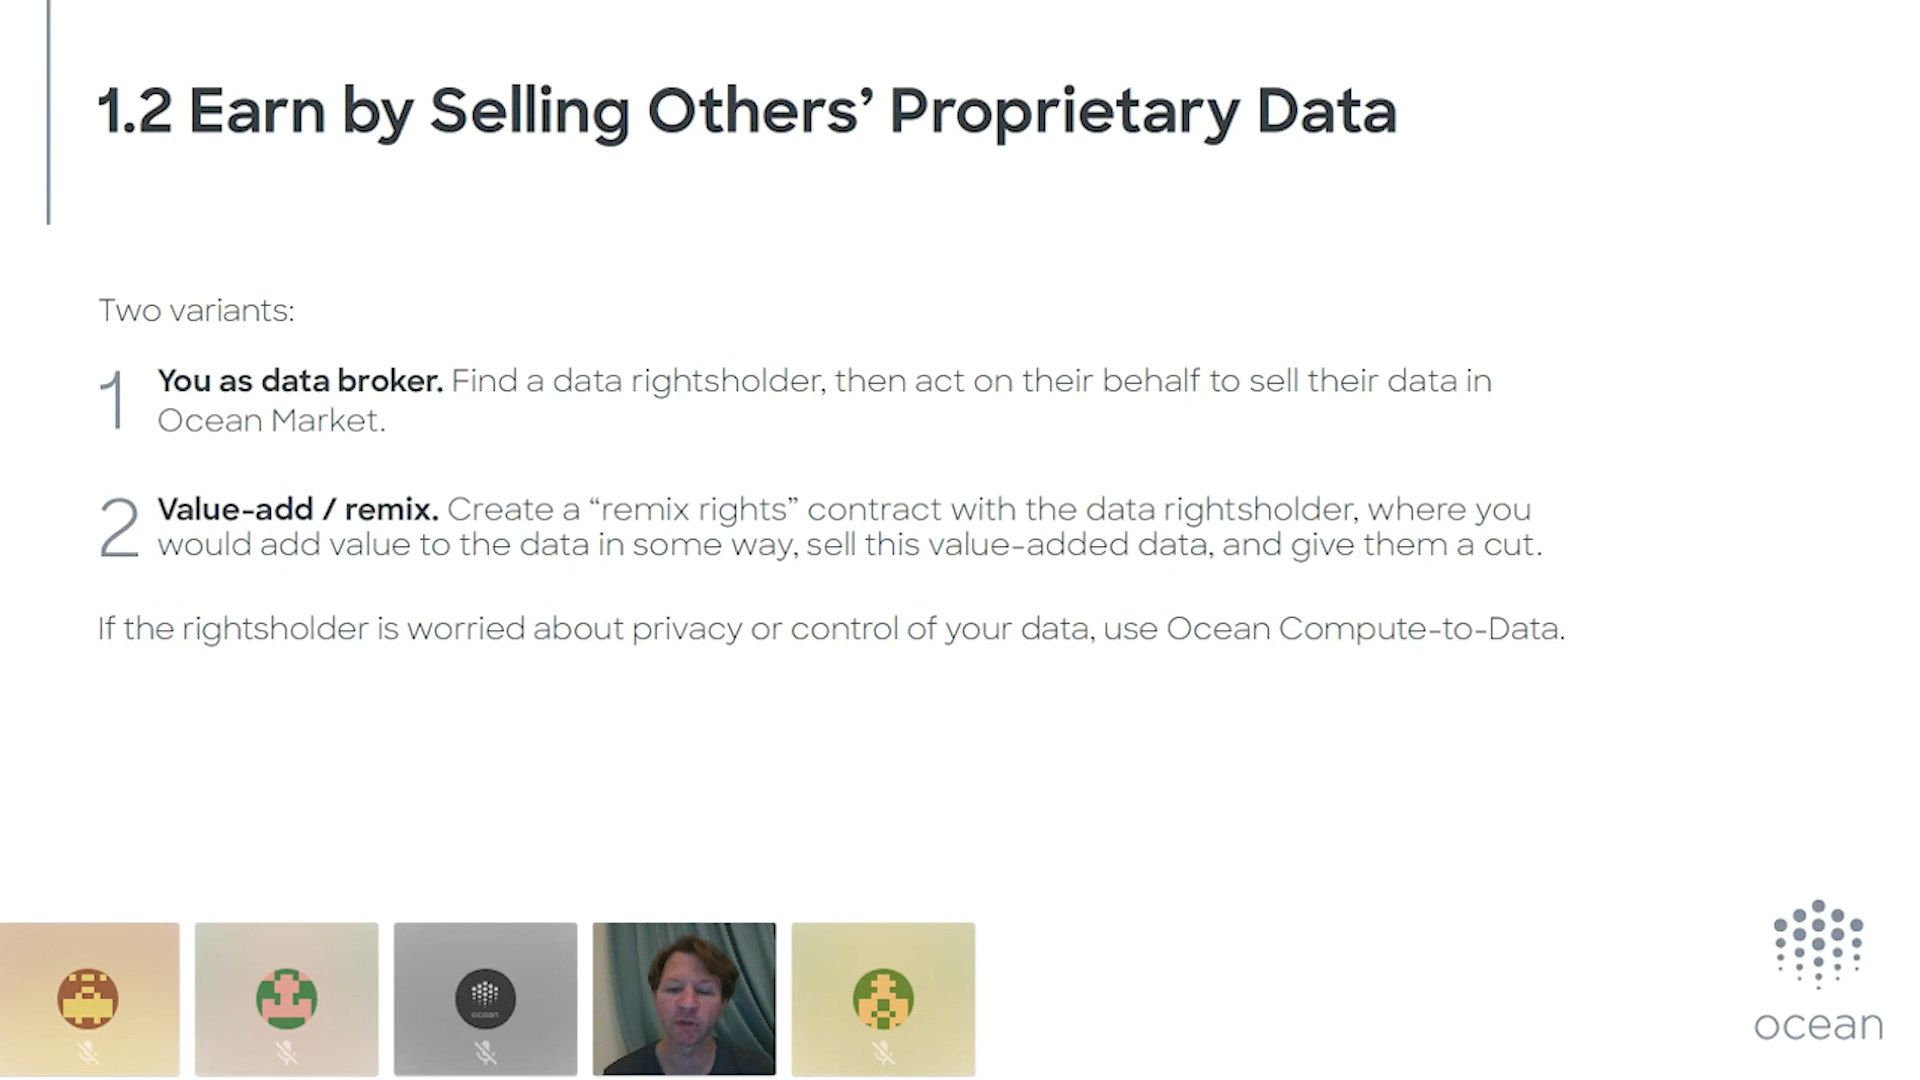 1.2 Earn by Selling Others’ Proprietary Data
Two variants:
1 You as data broker. Find a data rightsholder, then act on their behalf to sell their data in
Ocean Market.
2 Value-add / remix. Create a “remix rights” contract with the data rightsholder, where you
would add value to the data in some way, sell this value-added data, and give them a cut.
If the rightsholder is worried about privacy or control of your data, use Ocean Compute-to-Data.
ocean
ocean